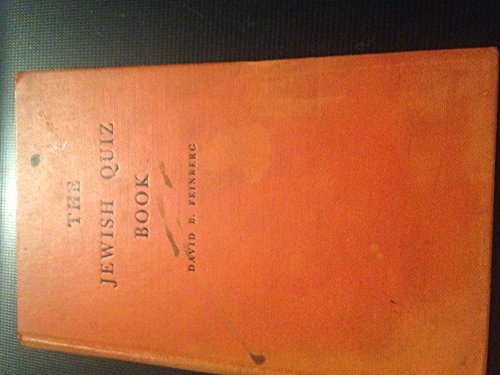 THE
JEWISH QUIZ
BOOK
DAVID B. FEINBERG